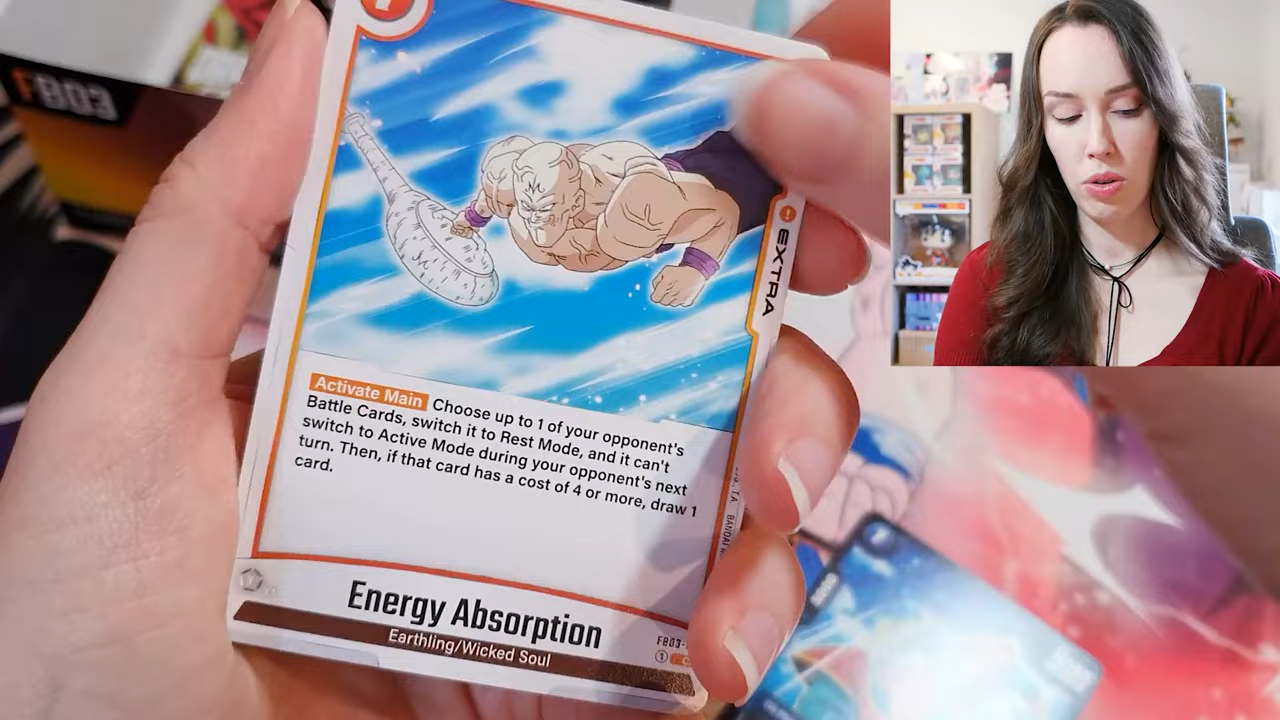 FB03
EXTRA
Activate Main Choose up to 1 of your opponent's
Battle Cards, switch it to Rest Mode, and it can't
switch to Active Mode during your opponent's next
turn. Then, if that card has a cost of 4 or more, draw 1
card.
BANDAI
Energy Absorption
Earthling/Wicked Soul
FB03-